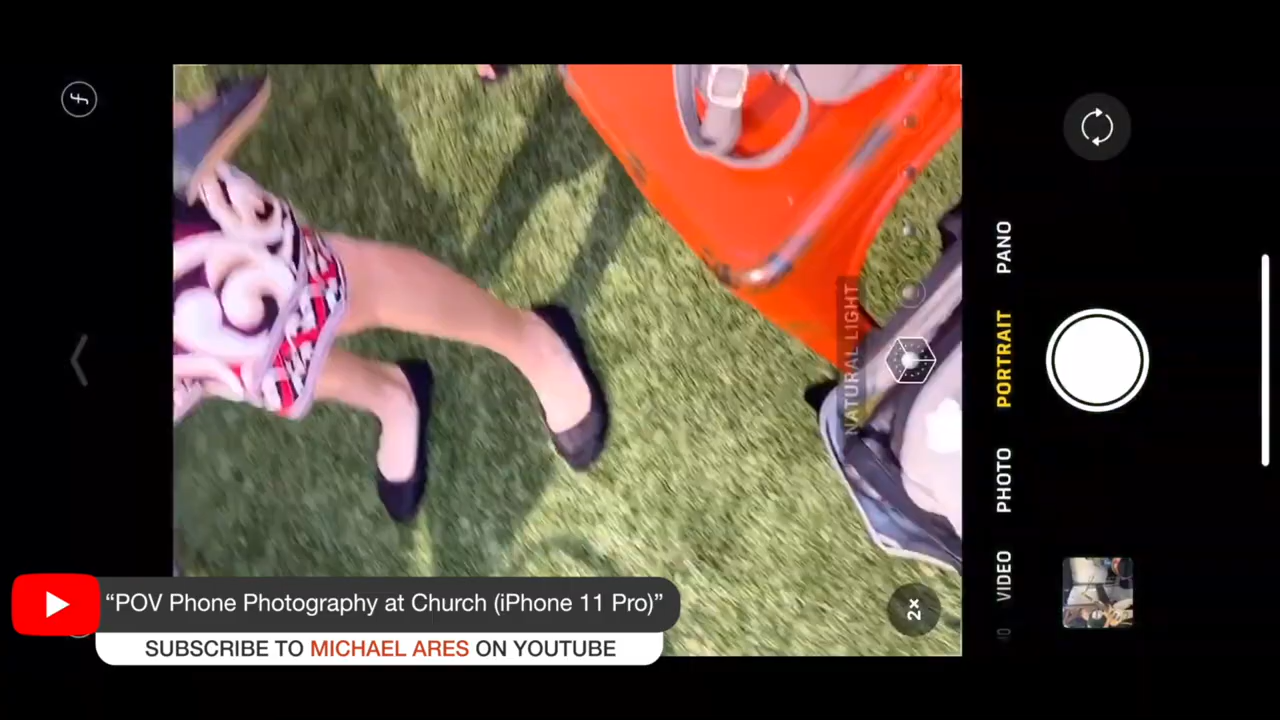 PANO
NATURAL LIGHT
PORTRAIT
PHOTO
VIDEO
2×
“POV Phone Photography at Church (iPhone 11 Pro)”
SUBSCRIBE TO MICHAEL ARES ON YOUTUBE